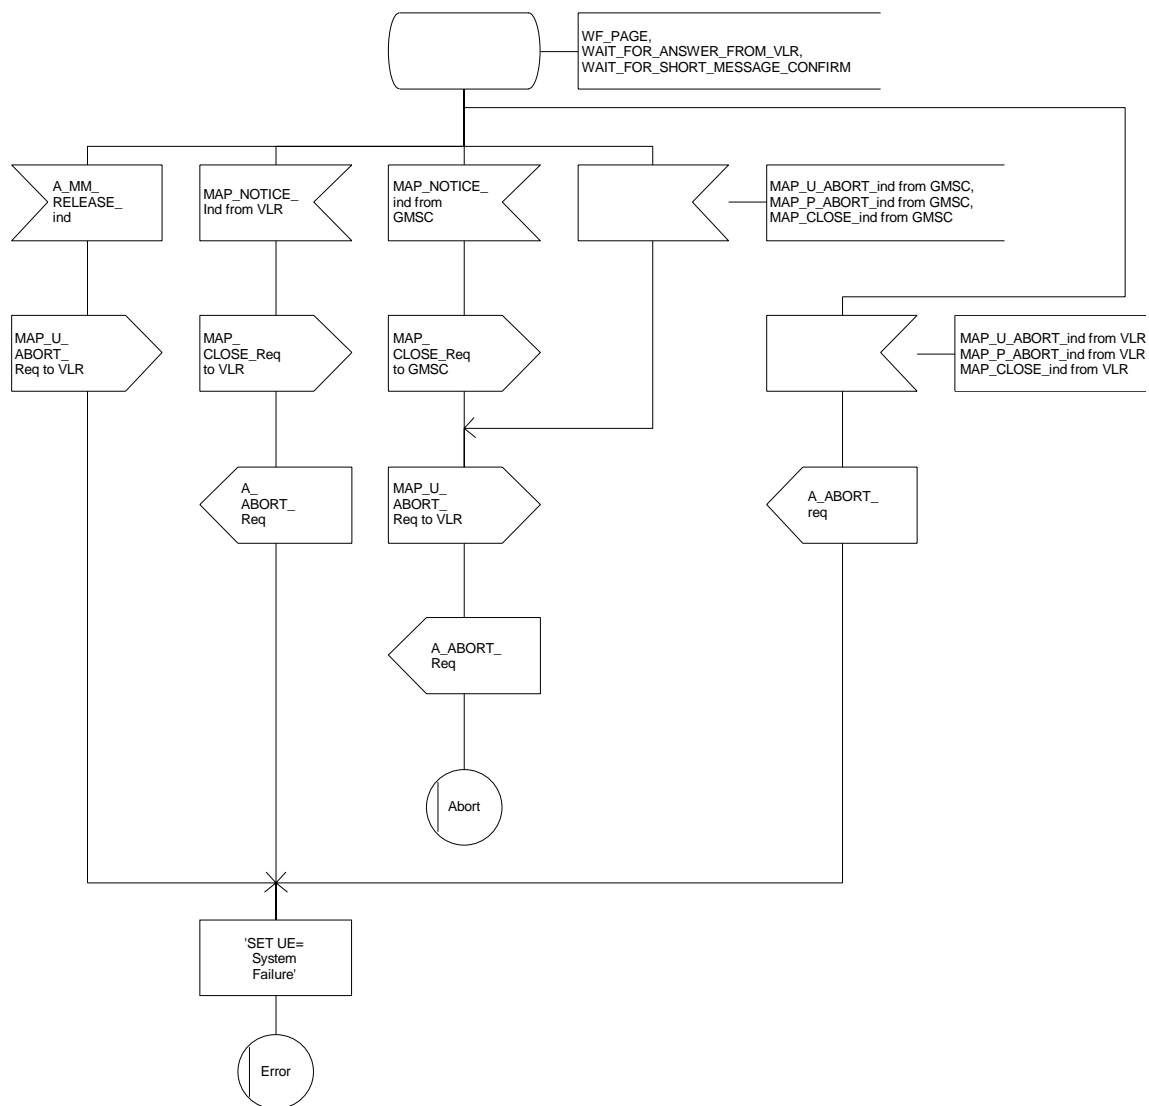 WF_PAGE,
WAIT_FOR_ANSWER_FROM_VLR,
WAIT_FOR_SHORT_MESSAGE_CONFIRM
A_MM_
RELEASE_
ind
MAP_NOTICE_
Ind from VLR
MAP_NOTICE_
ind from
GMSC
MAP_U_ABORT_ind from GMSC,
MAP_P_ABORT_ind from GMSC,
MAP_CLOSE_ind from GMSC
MAP_U_
ABORT_
Req to VLR
MAP_
CLOSE_Req
to VLR
MAP_
CLOSE_Req
to GMSC
MAP_U_ABORT_ind from VLR
MAP_P_ABORT_ind from VLR
MAP_CLOSE_ind from VLR
A_
ABORT_
Req
MAP_U_
ABORT_
Req to VLR
A_ABORT_
req
A_ABORT_
Req
Abort
'SET UE=
System
Failure'
Error